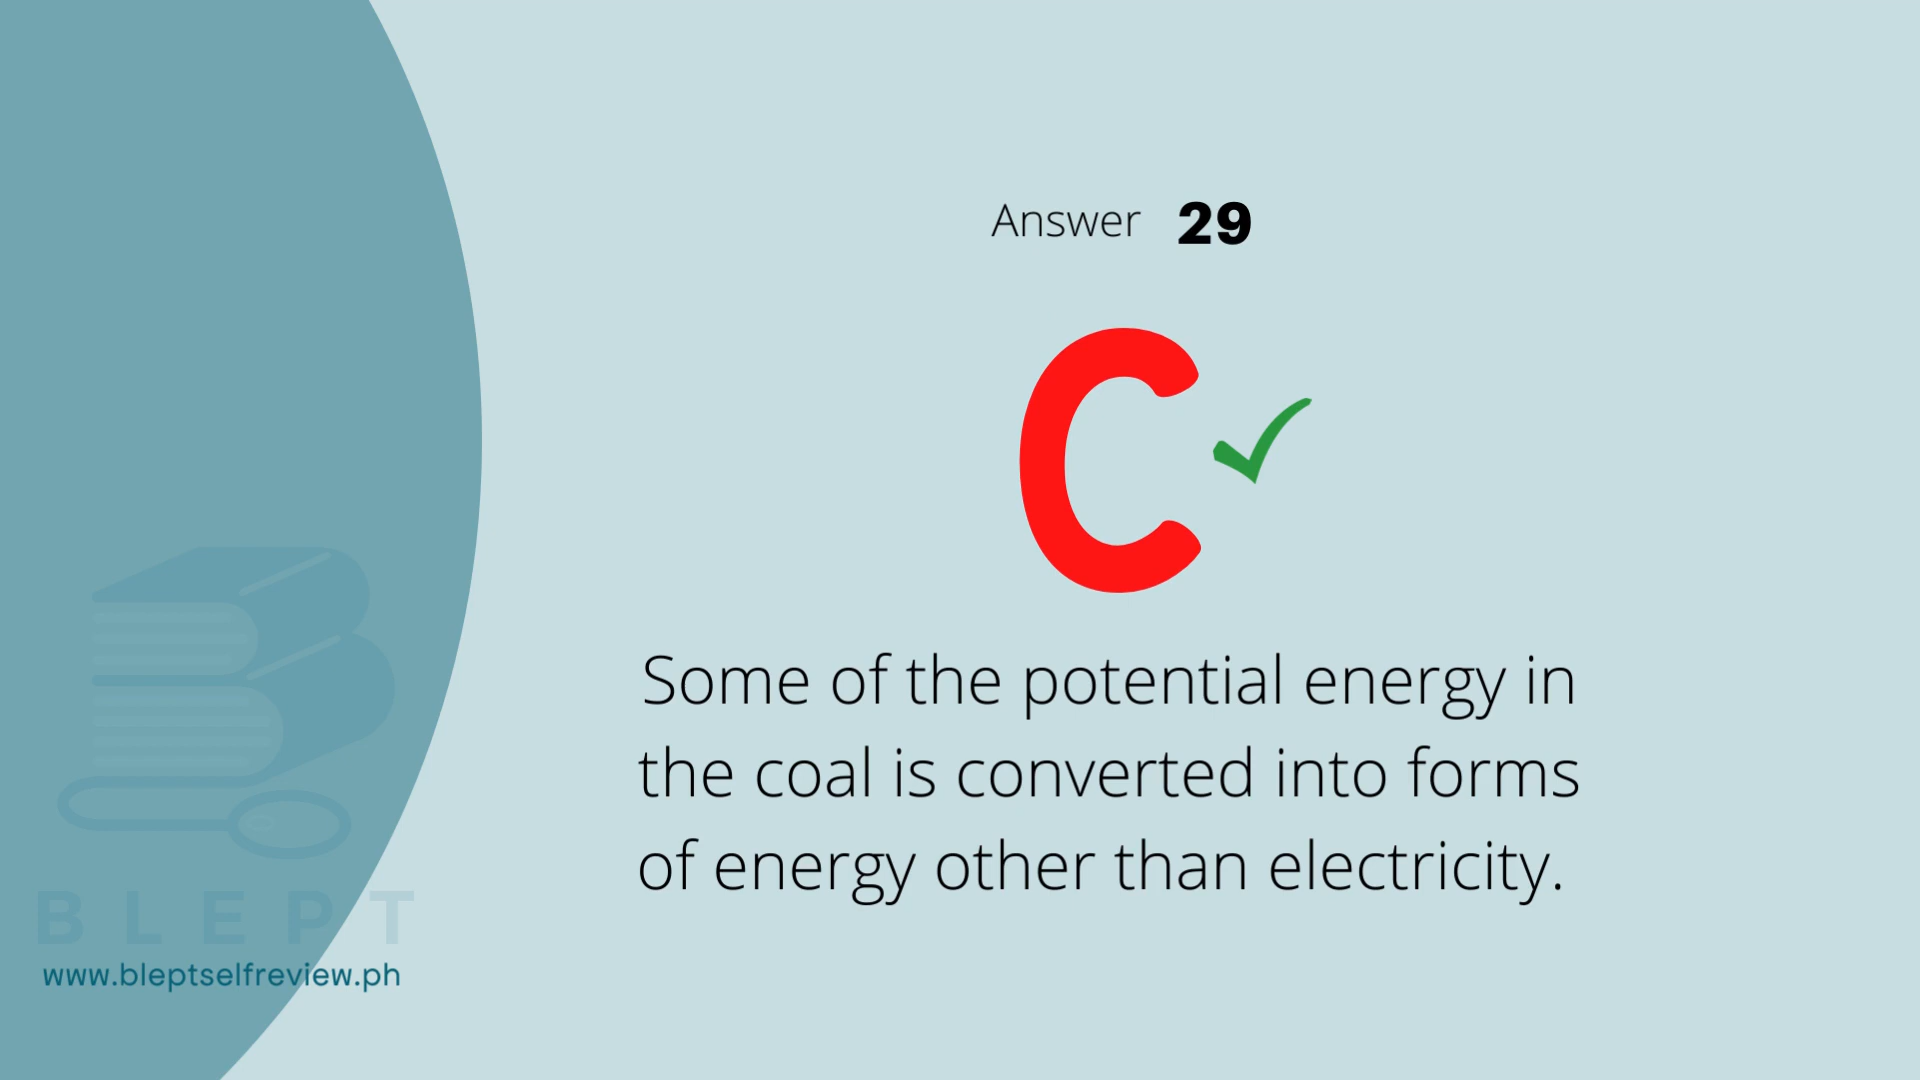 Answer 29
C
Some of the potential energy in
the coal is converted into forms
of energy other than electricity.
BLEPT
www.bleptselfreview.ph